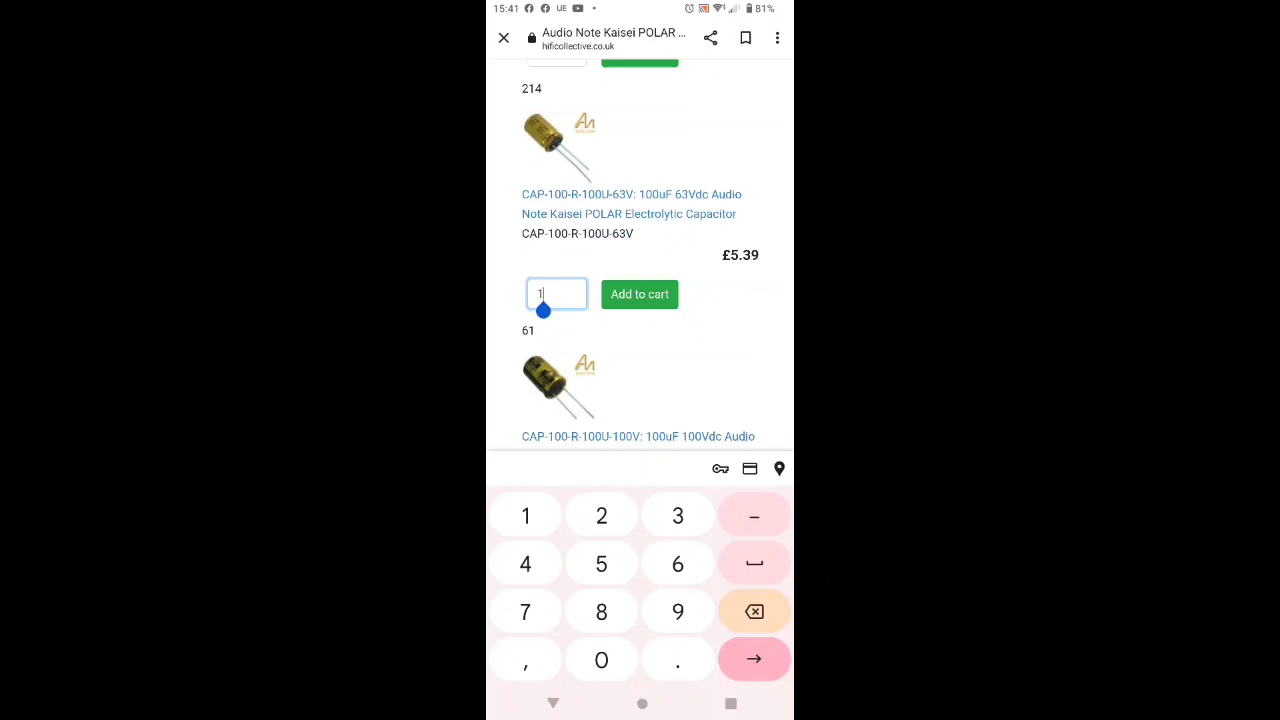 15:41 UE 81%
Audio Note Kaisei POLAR ...
hificollective.co.uk
214
CAP-100-R-100U-63V: 100uF 63Vdc Audio
Note Kaisei POLAR Electrolytic Capacitor
CAP-100-R-100U-63V
£5.39
1 Add to cart
61
CAP-100-R-100U-100V: 100uF 100Vdc Audio
1 2 3 –
4 5 6
7 8 9
, 0 .